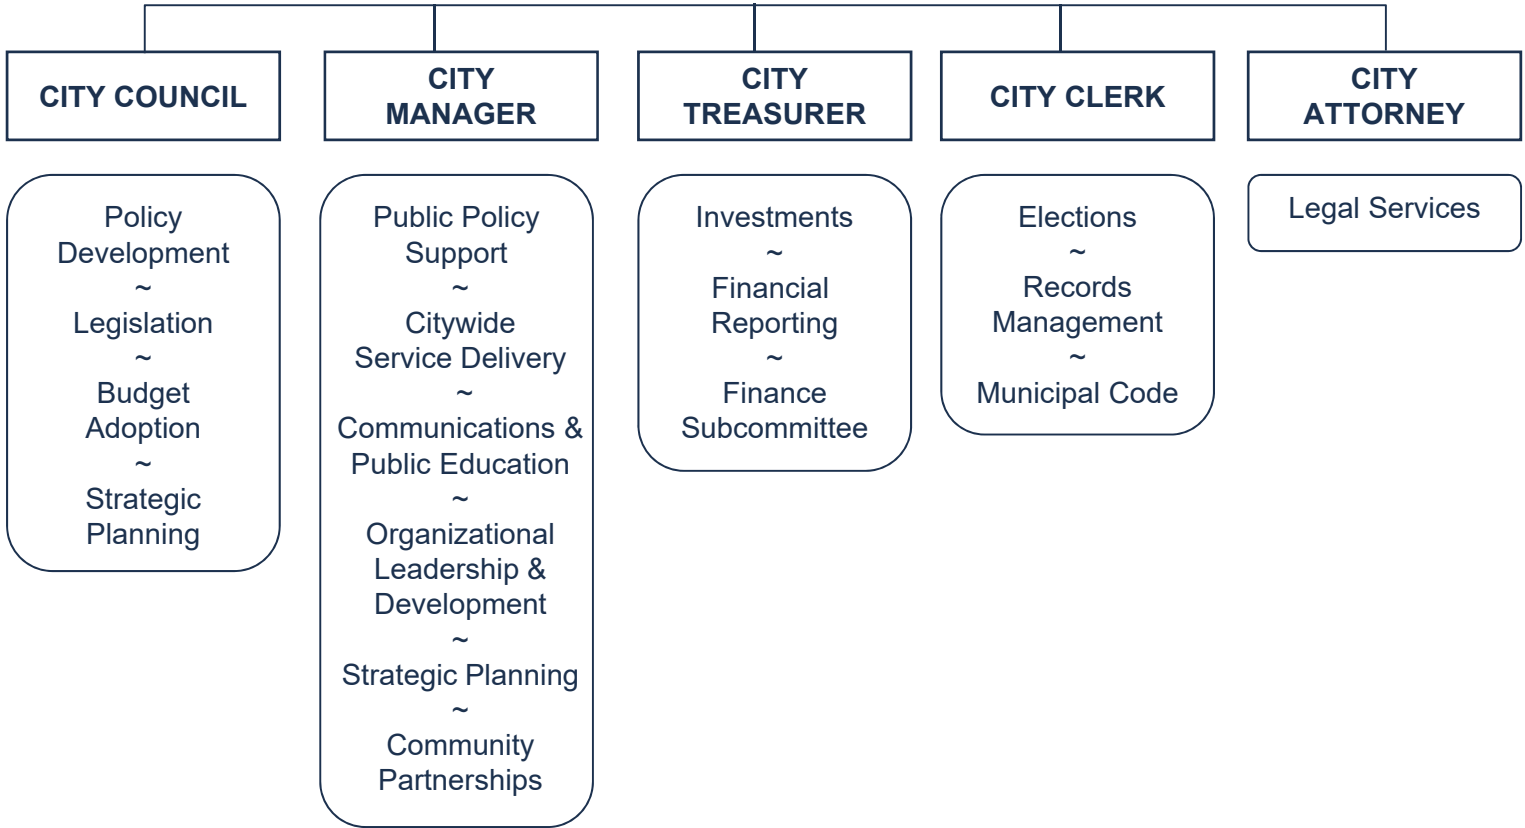 CITY COUNCIL
CITY
MANAGER
CITY
TREASURER
CITY CLERK
CITY
ATTORNEY
Policy
Development
~
Legislation
~
Budget
Adoption
~
Strategic
Planning
Public Policy
Support
~
Citywide
Service Delivery
~
Communications &
Public Education
~
Organizational
Leadership &
Development
~
Strategic Planning
~
Community
Partnerships
Investments
~
Financial
Reporting
~
Finance
Subcommittee
Elections
~
Records
Management
~
Municipal Code
Legal Services